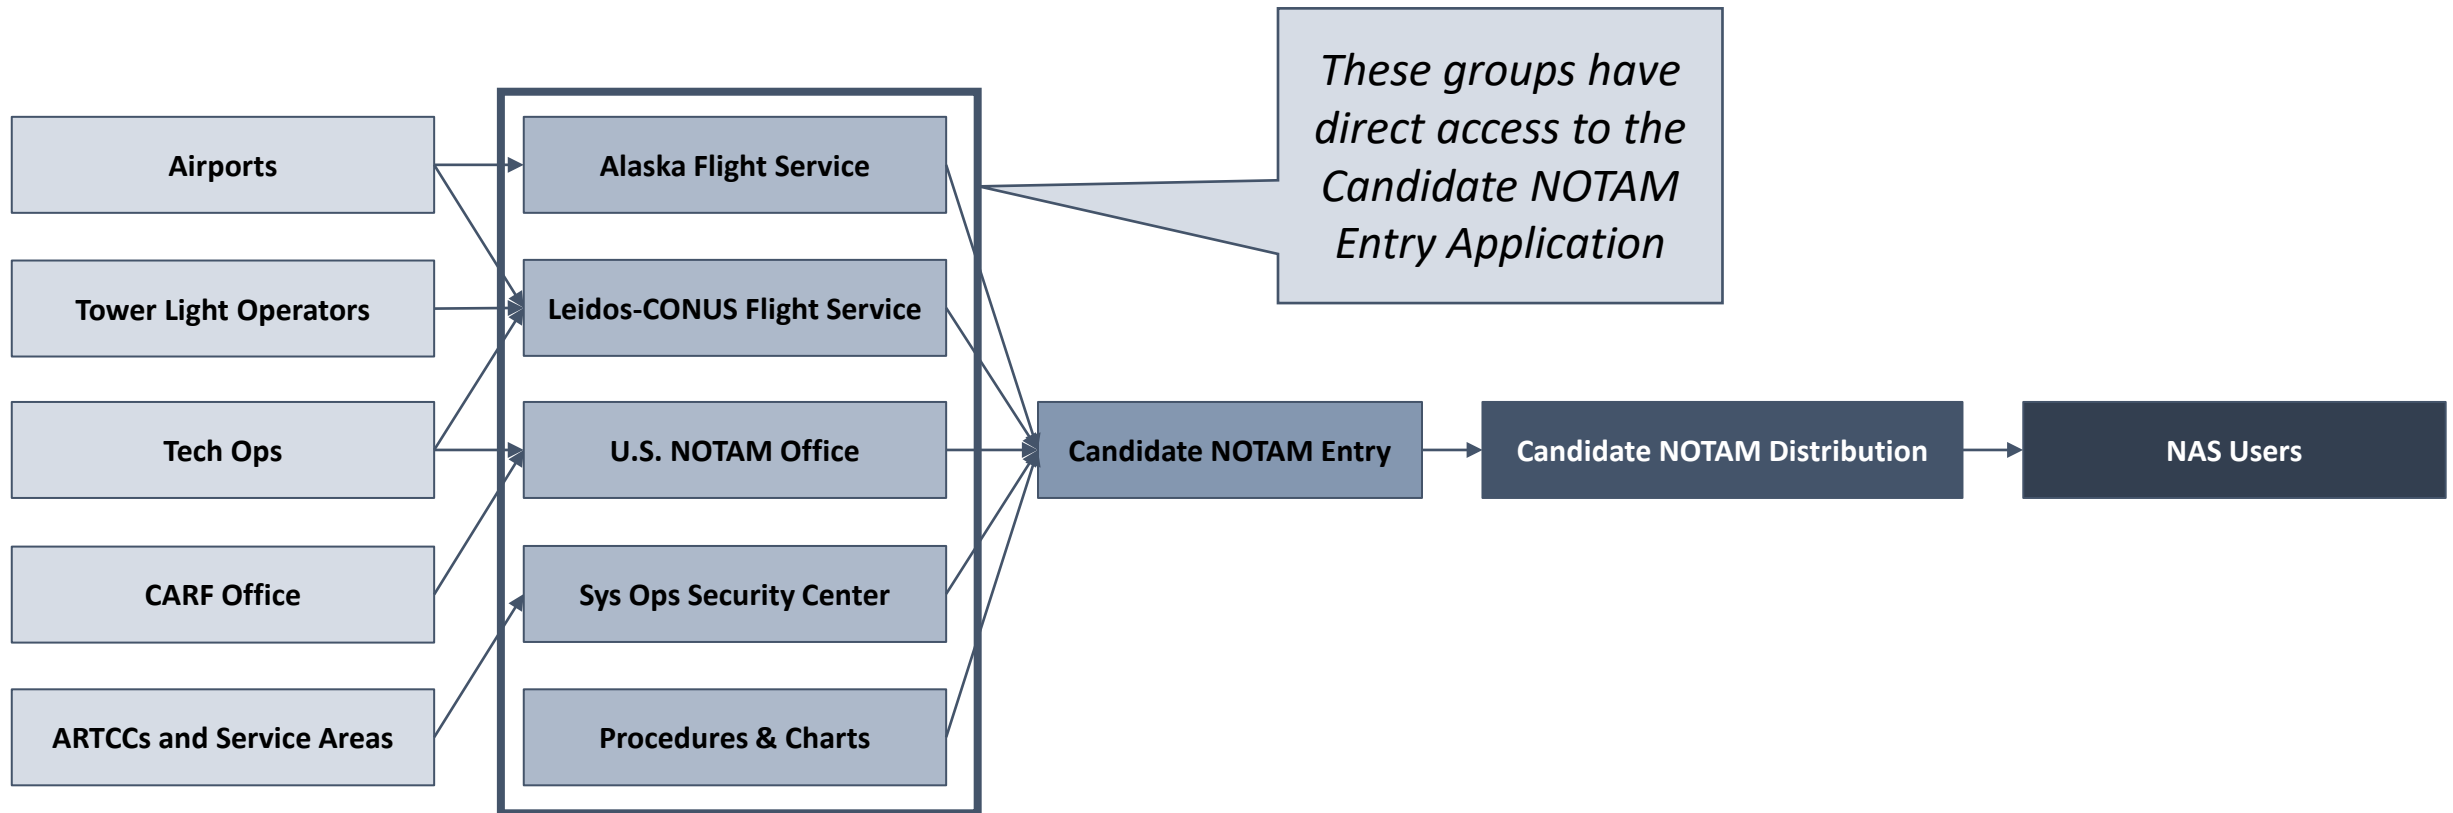 These groups have
direct access to the
Candidate NOTAM
Entry Application
Airports
Alaska Flight Service
Tower Light Operators
Leidos-CONUS Flight Service
Tech Ops
U.S. NOTAM Office
Candidate NOTAM Entry
Candidate NOTAM Distribution
NAS Users
CARF Office
Sys Ops Security Center
ARTCCs and Service Areas
Procedures & Charts